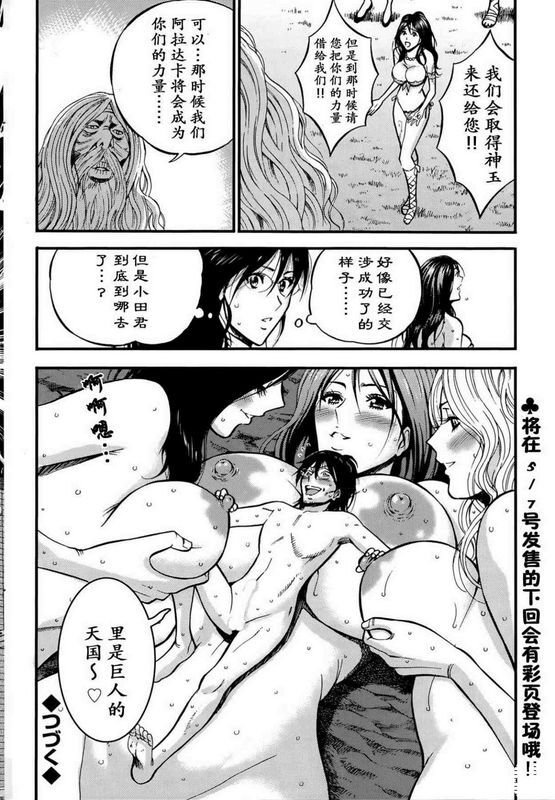 我们会取得神玉
来还给您!!
但是到那时候请
您把你们的力量
借给我们!!
可以…那时候我们
阿拉达卡将会成为
你们的力量……
好像已经交
涉成功了的
样子……
但是小田君
到底到哪去
了…?
啊啊嗯…
里是巨人的
天国～♡
♣将在5/7号发售的下回会有彩页登场哦!!
◆つづく◆